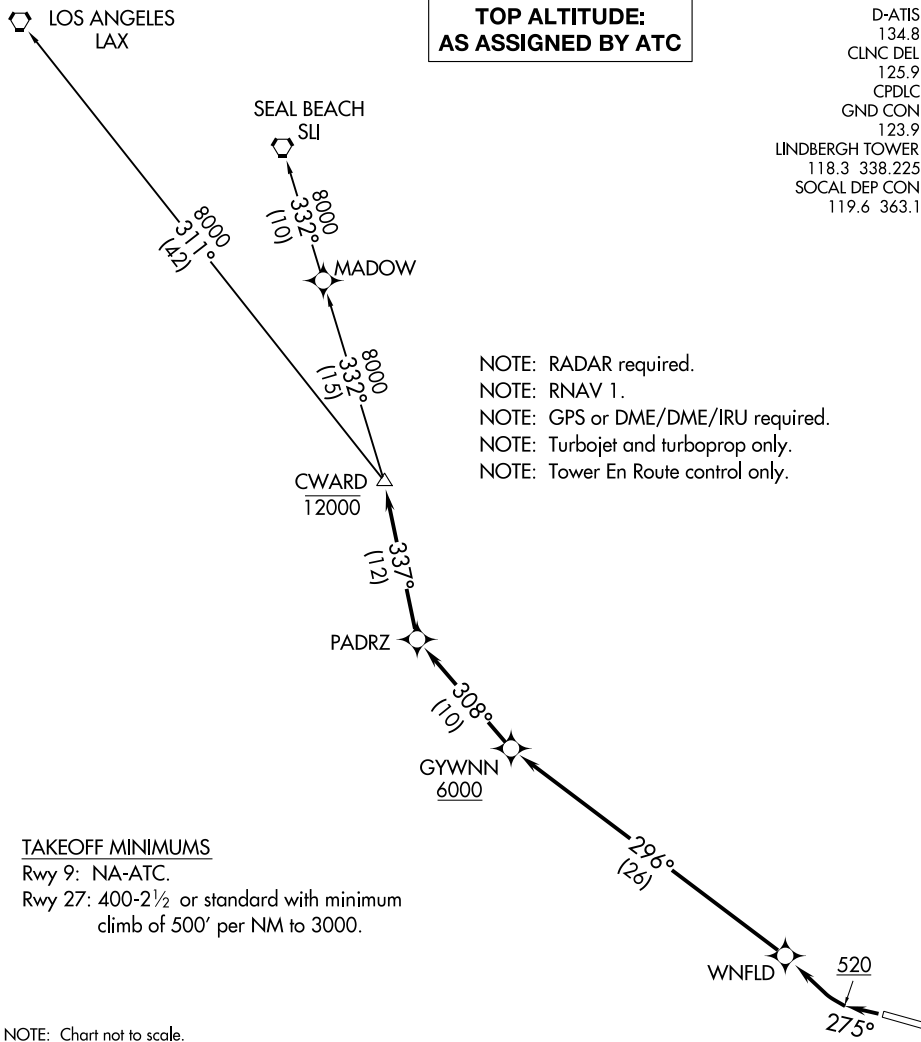 LOS ANGELES
LAX
TOP ALTITUDE:
AS ASSIGNED BY ATC
D-ATIS
134.8
CLNC DEL
125.9
CPDLC
GND CON
123.9
LINDBERGH TOWER
118.3 338.225
SOCAL DEP CON
119.6 363.1
SEAL BEACH
SLI
8000
332°
(10)
8000
311°
(42)
MADOW
8000
332°
(15)
NOTE: RADAR required.
NOTE: RNAV 1.
NOTE: GPS or DME/DME/IRU required.
NOTE: Turbojet and turboprop only.
NOTE: Tower En Route control only.
CWARD
12000
337°
(12)
PADRZ
308°
(10)
GYWNN
6000
296°
(26)
TAKEOFF MINIMUMS
Rwy 9: NA-ATC.
Rwy 27: 400-2½ or standard with minimum
climb of 500' per NM to 3000.
WNFLD
520
275°
NOTE: Chart not to scale.